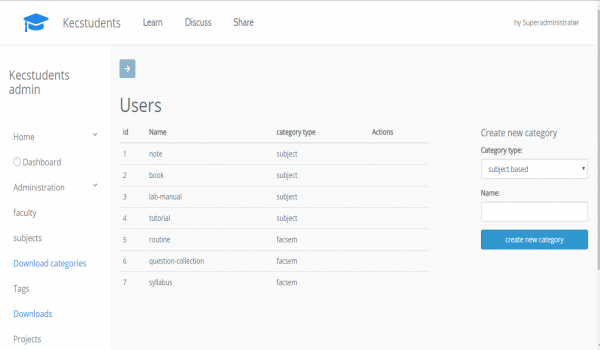 Kecstudents Learn Discuss Share hy Superadministrator
Kecstudents
admin
Home
Dashboard
Administration
faculty
subjects
Download categories
Tags
Downloads
Projects
Users
id Name category type Actions
1 note subject
2 book subject
3 lab-manual subject
4 tutorial subject
5 routine facsem
6 question-collection facsem
7 syllabus facsem
Create new category
Category type:
subject based
Name:
create new category